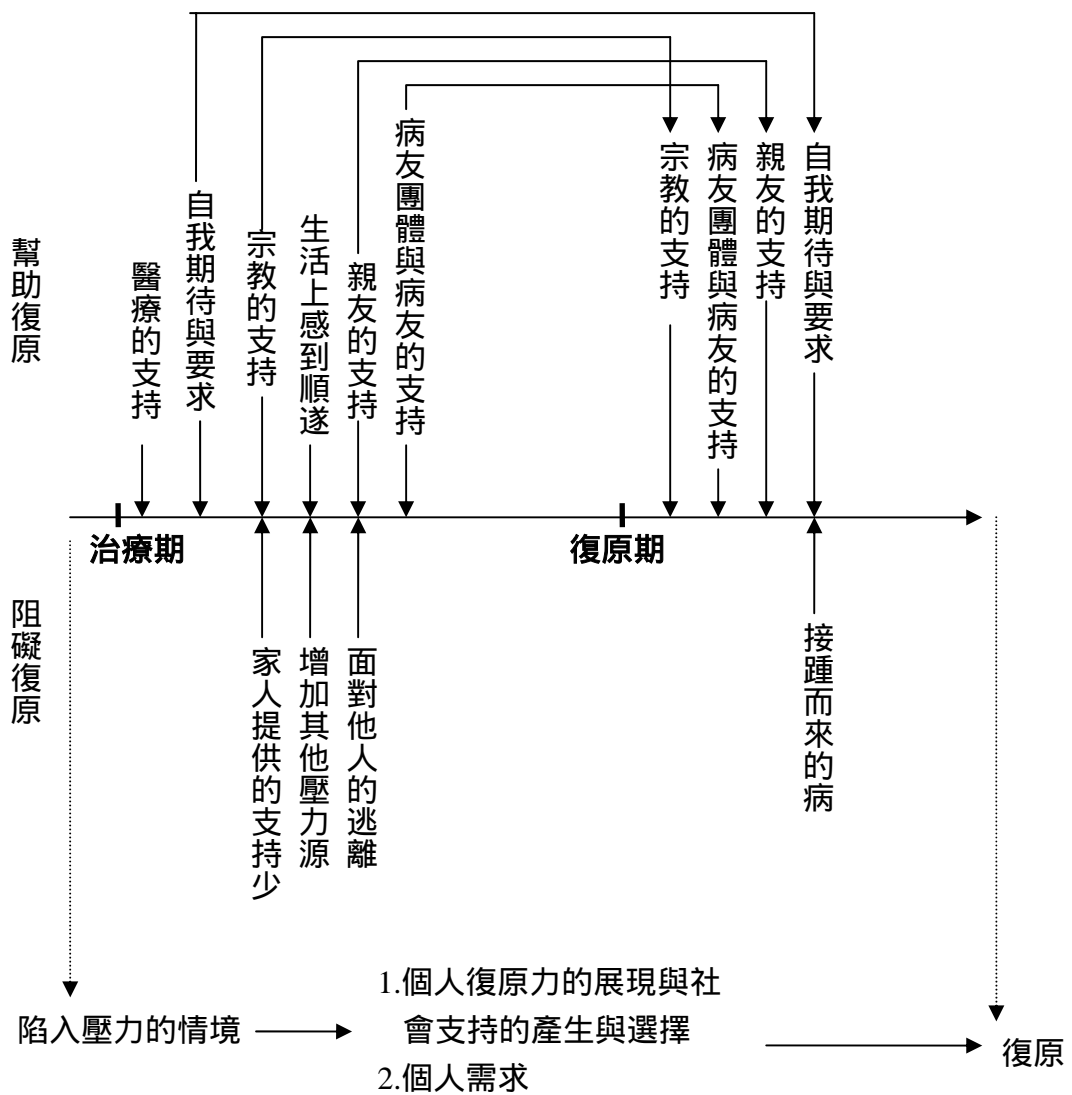 幫助復原
醫療的支持
自我期待與要求
宗教的支持
生活上感到順遂
親友的支持
病友團體與病友的支持
宗教的支持
病友團體與病友的支持
親友的支持
自我期待與要求
治療期
復原期
阻礙復原
家人提供的支持少
增加其他壓力源
面對他人的逃離
接踵而來的病
陷入壓力的情境
1.個人復原力的展現與社
會支持的產生與選擇
2.個人需求
復原